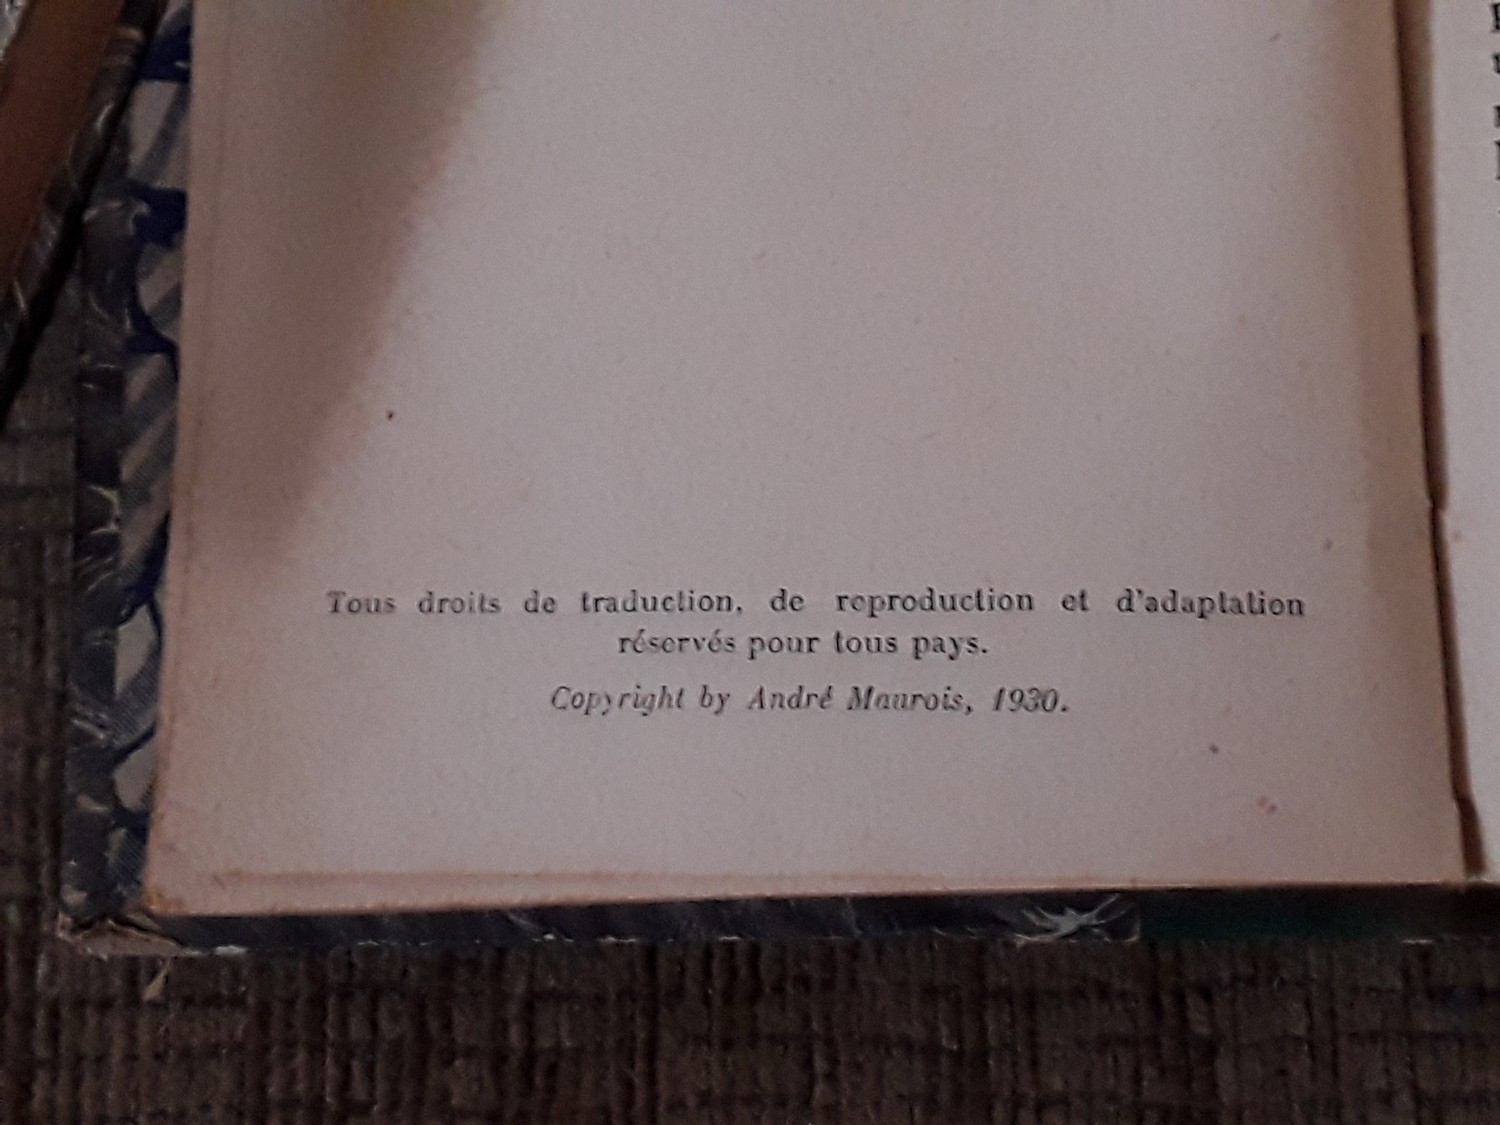 Tous droits de traduction, de reproduction et d'adaptation
réservés pour tous pays.
Copyright by André Maurois, 1930.